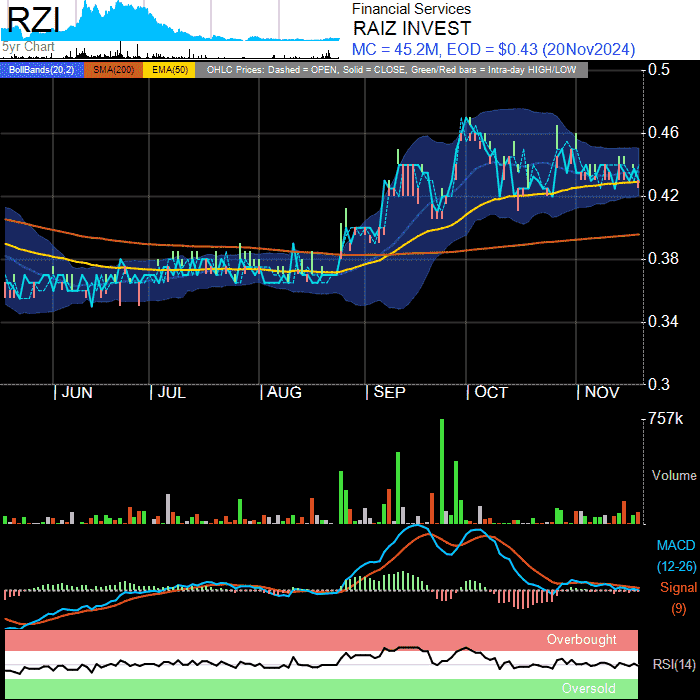 RZI
5yr Chart
Financial Services
RAIZ INVEST
MC = 45.2M, EOD = $0.43 (20Nov2024)
BollBands(20,2) SMA(200) EMA(50) OHLC Prices: Dashed = OPEN, Solid = CLOSE, Green/Red bars = Intra-day HIGH/LOW
0.5
0.46
0.42
0.38
0.34
0.3
JUN JUL AUG SEP OCT NOV
757k
Volume
MACD
(12-26)
Signal
(9)
Overbought
RSI(14)
Oversold